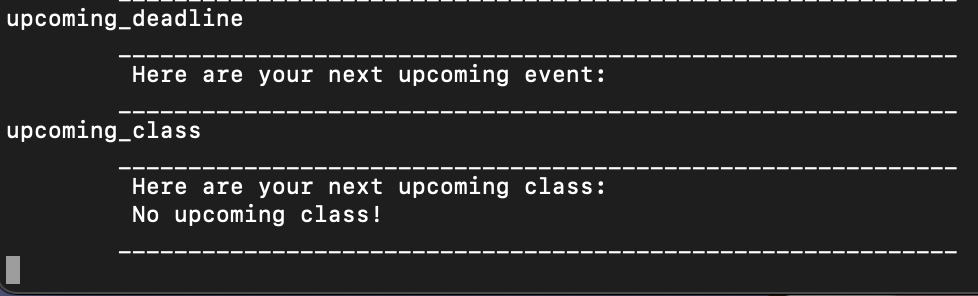 ____________________________________________________________
upcoming_deadline
____________________________________________________________
Here are your next upcoming event:
____________________________________________________________
upcoming_class
____________________________________________________________
Here are your next upcoming class:
No upcoming class!
____________________________________________________________